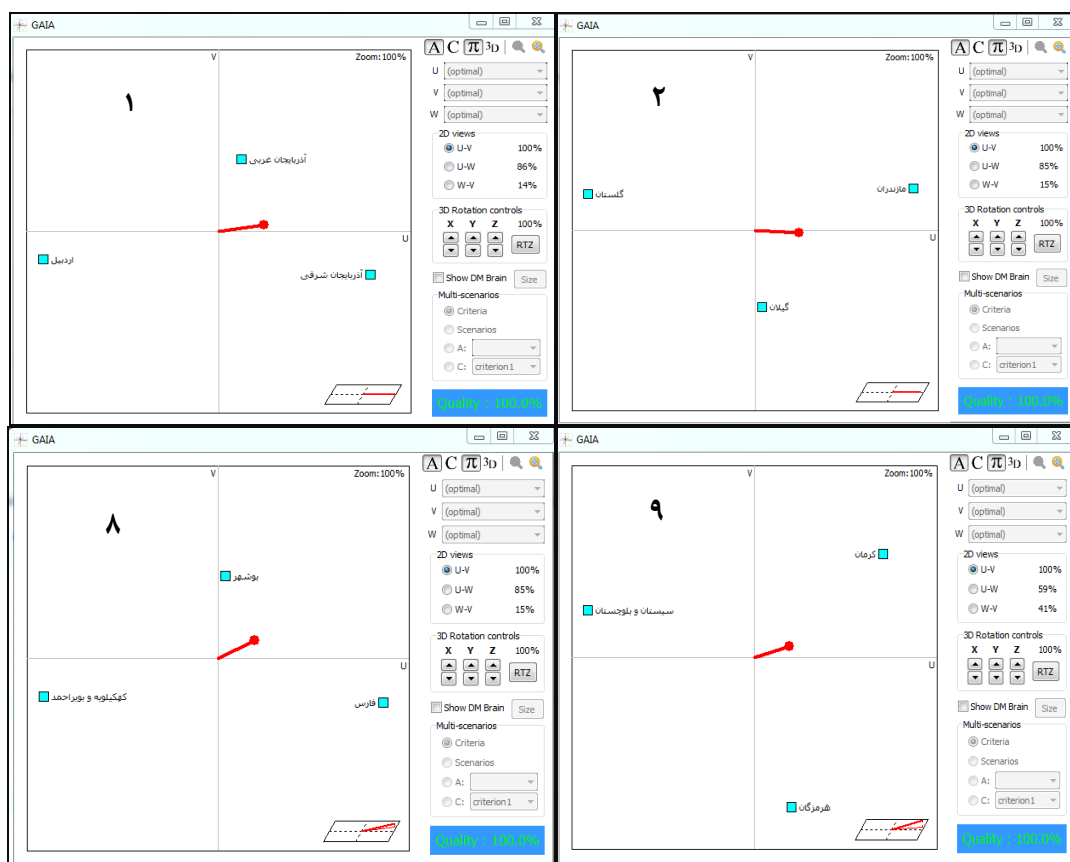 GAIA
A C π 3D
V
Zoom:100%
۱
U (optimal)
V (optimal)
W (optimal)
2D views
U-V 100%
U-W 86%
W-V 14%
آذربایجان غربی
اردبیل
آذربایجان شرقی
U
3D Rotation controls
X Y Z 100%
RTZ
Show DM Brain Size
Multi-scenarios
Criteria
Scenarios
A:
C: criterion1
Quality : 100.0%
GAIA
A C π 3D
V
Zoom:100%
۲
U (optimal)
V (optimal)
W (optimal)
2D views
U-V 100%
U-W 85%
W-V 15%
مازندران
گلستان
گیلان
U
3D Rotation controls
X Y Z 100%
RTZ
Show DM Brain Size
Multi-scenarios
Criteria
Scenarios
A:
C: criterion1
Quality : 100.0%
GAIA
A C π 3D
V
Zoom:100%
۸
U (optimal)
V (optimal)
W (optimal)
2D views
U-V 100%
U-W 85%
W-V 15%
بوشهر
کهکیلویه و بویراحمد
فارس
U
3D Rotation controls
X Y Z 100%
RTZ
Show DM Brain Size
Multi-scenarios
Criteria
Scenarios
A:
C: criterion1
Quality : 100.0%
GAIA
A C π 3D
V
Zoom:100%
۹
U (optimal)
V (optimal)
W (optimal)
2D views
U-V 100%
U-W 59%
W-V 41%
کرمان
سیستان و بلوچستان
هرمزگان
U
3D Rotation controls
X Y Z 100%
RTZ
Show DM Brain Size
Multi-scenarios
Criteria
Scenarios
A:
C: criterion1
Quality : 100.0%